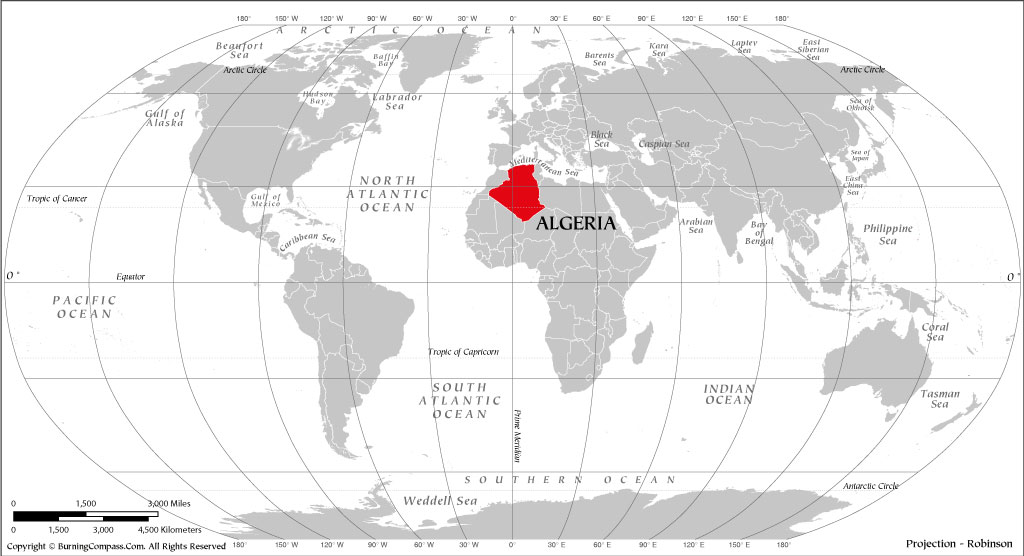 180° 150° 120° 90° W 60° W 30° W 0° 30° E 60° E 90° E 120° E 150° E 180°
ARCTIC OCEAN
Beaufort
Sea
Baffin
Bay
Barents
Sea
Kara
Sea
Laptev
Sea
East
Siberian
Sea
Arctic Circle
Arctic Circle
Hudson
Bay
Labrador
Sea
Gulf of
Alaska
Sea of
Okhotsk
Black
Sea
Caspian Sea
Sea of
Japan
Mediterranean Sea
East
China
Sea
NORTH
ATLANTIC
OCEAN
Tropic of Cancer
Gulf of
Mexico
ALGERIA
Arabian
Sea
Bay
of
Bengal
Philippine
Sea
Caribbean Sea
0°
Equator
0°
PACIFIC
OCEAN
Coral
Sea
Tropic of Capricorn
SOUTH
ATLANTIC
OCEAN
INDIAN
OCEAN
Tasman
Sea
Prime Meridian
SOUTHERN OCEAN
Antarctic Circle
Weddell Sea
0 1,500 3,000 Miles
0 1,500 3,000 4,500 Kilometers
Copyright © BurningCompass.Com. All Rights Reserved
180° 150° 120° 90° W 60° W 30° W 0° 30° E 60° E 90° E 120° E 150° E 180°
Projection - Robinson